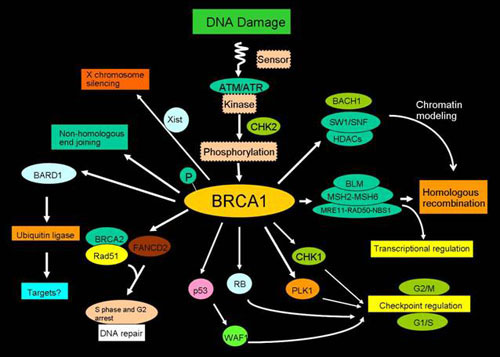 DNA Damage
Sensor
X chromosome
silencing
ATM/ATR
Kinase
BACH1
Chromatin
modeling
Xist
CHK2
SW1/SNF
HDACs
Non-homologous
end joining
Phosphorylation
BARD1
P
BLM
MSH2-MSH6
MRE11-RAD50-NBS1
Homologous
recombination
BRCA1
Ubiquitin ligase
BRCA2
Rad51
FANCD2
Transcriptional regulation
CHK1
Targets?
p53
RB
PLK1
G2/M
Checkpoint regulation
G1/S
S phase and G2
arrest
DNA repair
WAF1